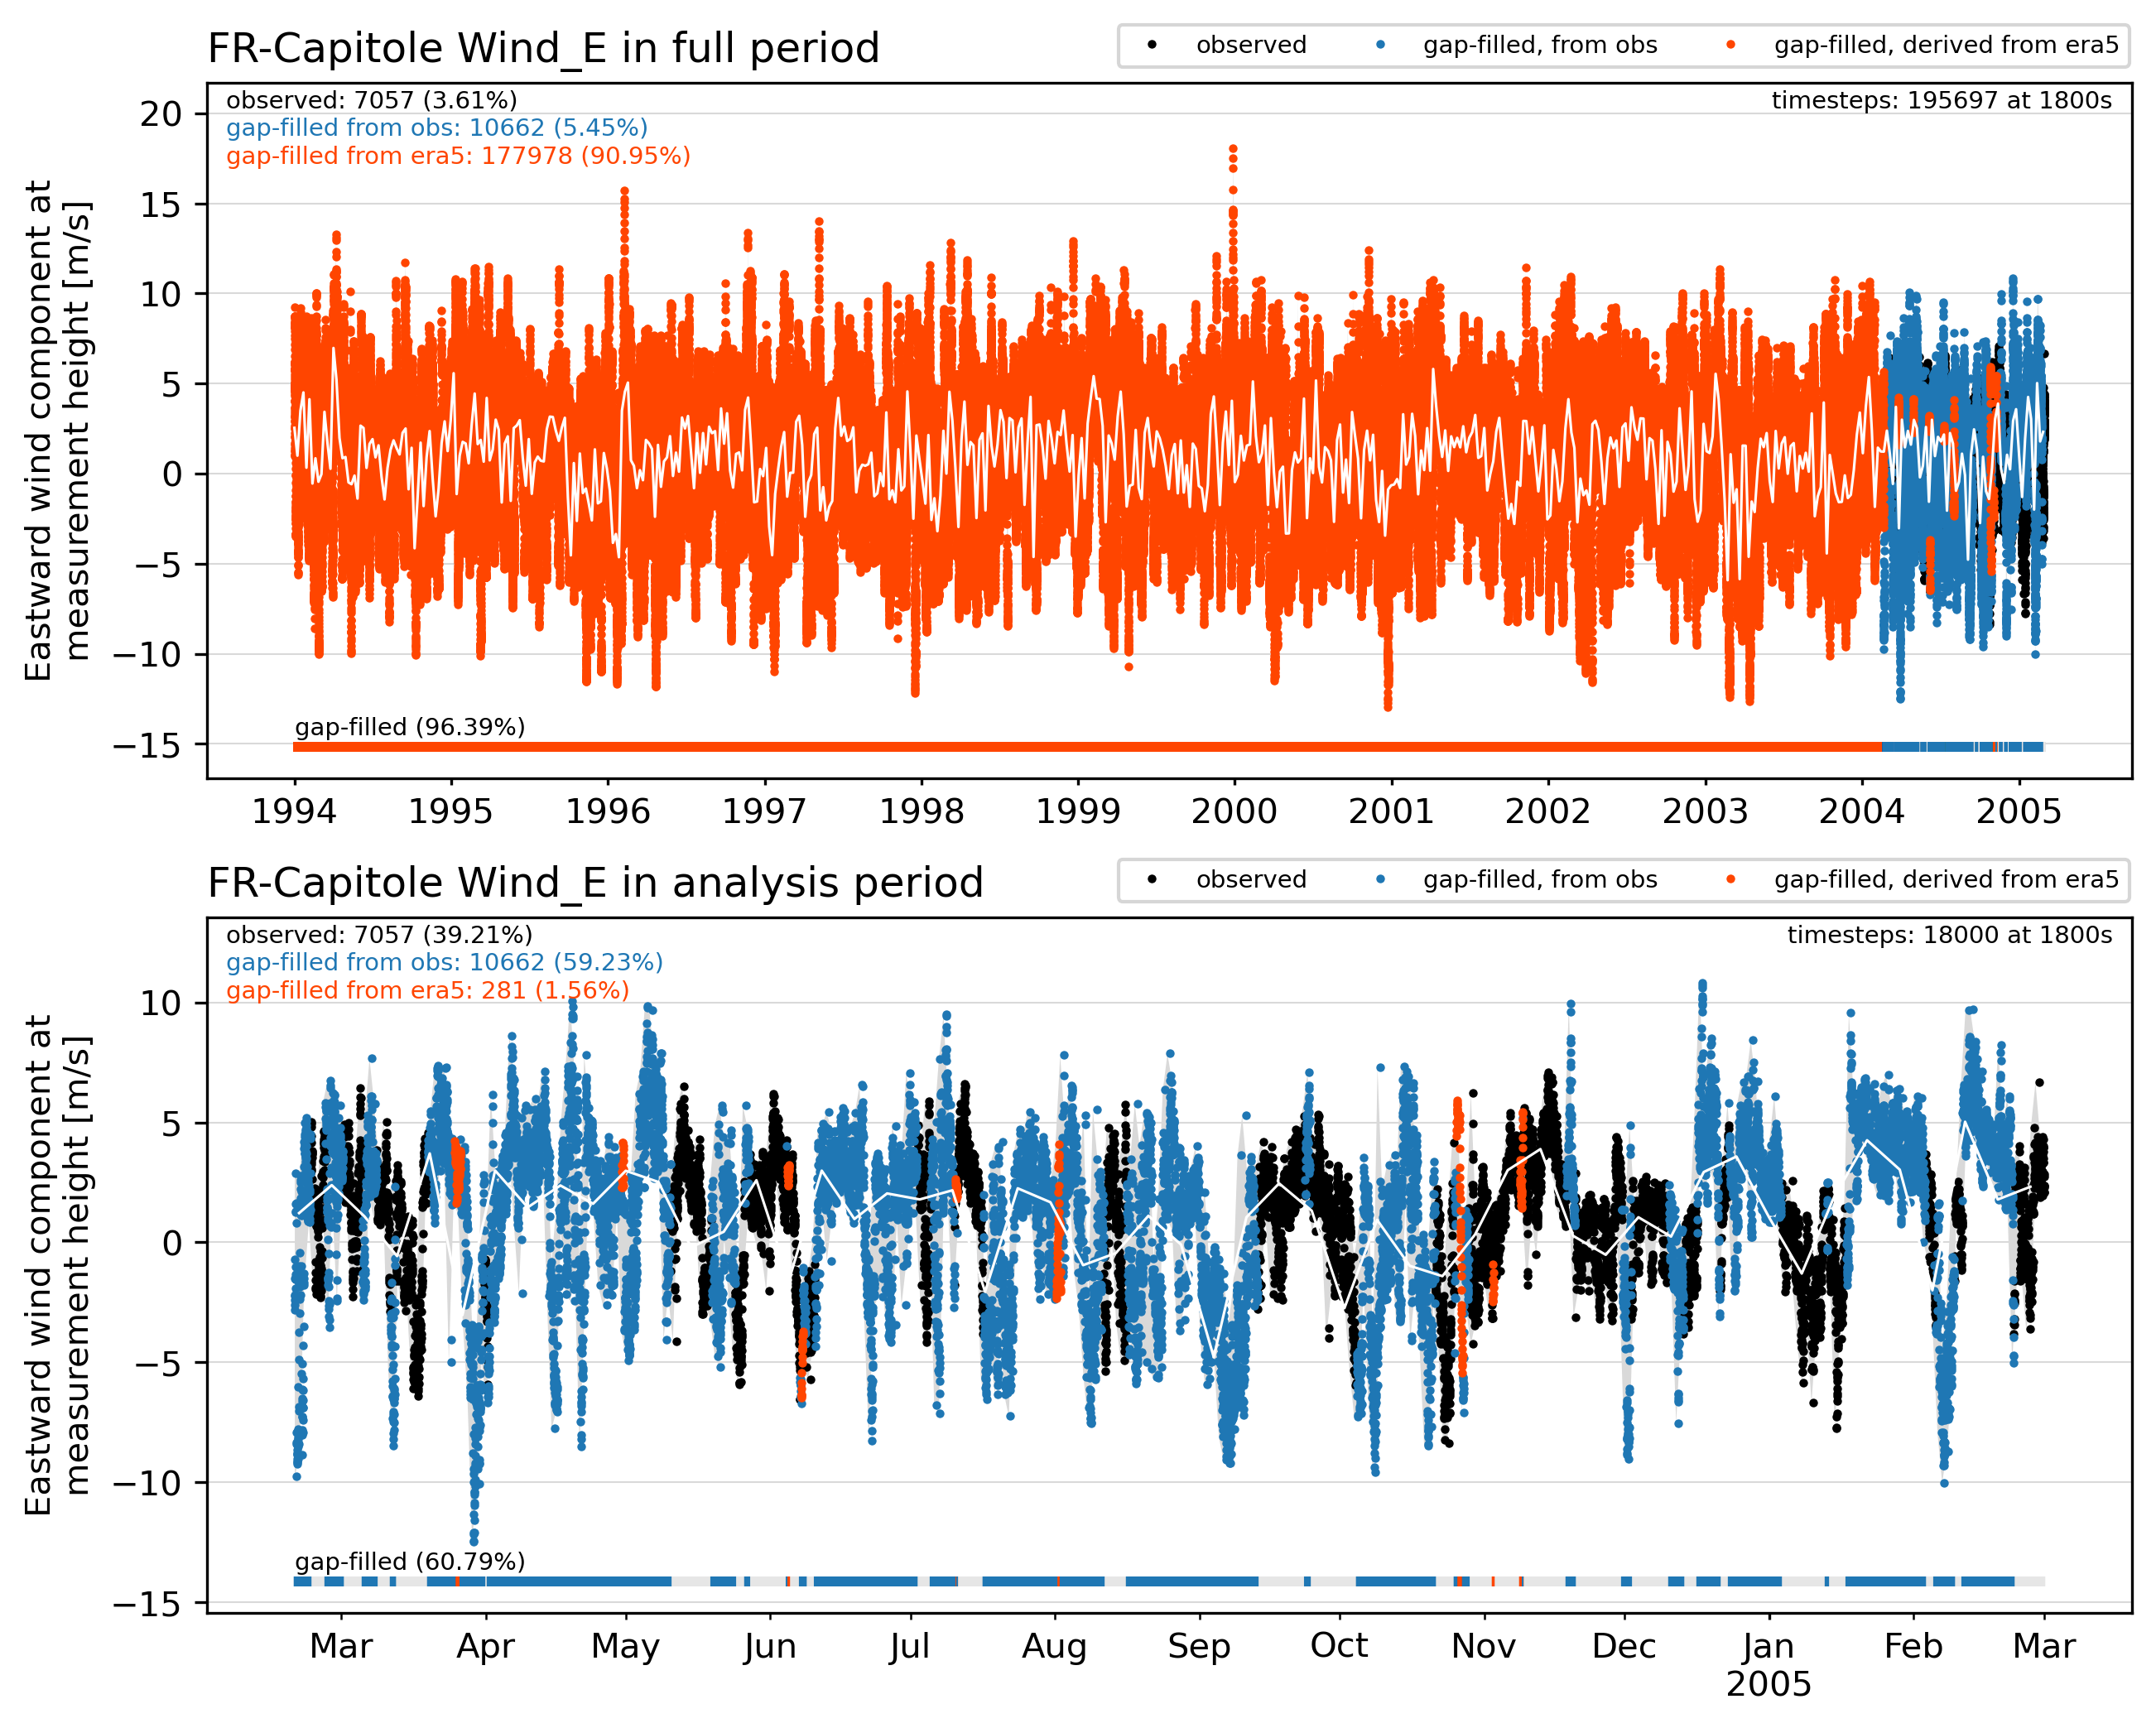 FR-Capitole Wind_E in full period
observed
gap-filled, from obs
gap-filled, derived from era5
observed: 7057 (3.61%)
timesteps: 195697 at 1800s
gap-filled from obs: 10662 (5.45%)
gap-filled from era5: 177978 (90.95%)
Eastward wind component at
measurement height [m/s]
20
15
10
5
0
−5
−10
−15
gap-filled (96.39%)
1994
1995
1996
1997
1998
1999
2000
2001
2002
2003
2004
2005
FR-Capitole Wind_E in analysis period
observed
gap-filled, from obs
gap-filled, derived from era5
observed: 7057 (39.21%)
timesteps: 18000 at 1800s
gap-filled from obs: 10662 (59.23%)
gap-filled from era5: 281 (1.56%)
Eastward wind component at
measurement height [m/s]
10
5
0
−5
−10
−15
gap-filled (60.79%)
Mar
Apr
May
Jun
Jul
Aug
Sep
Oct
Nov
Dec
Jan
2005
Feb
Mar